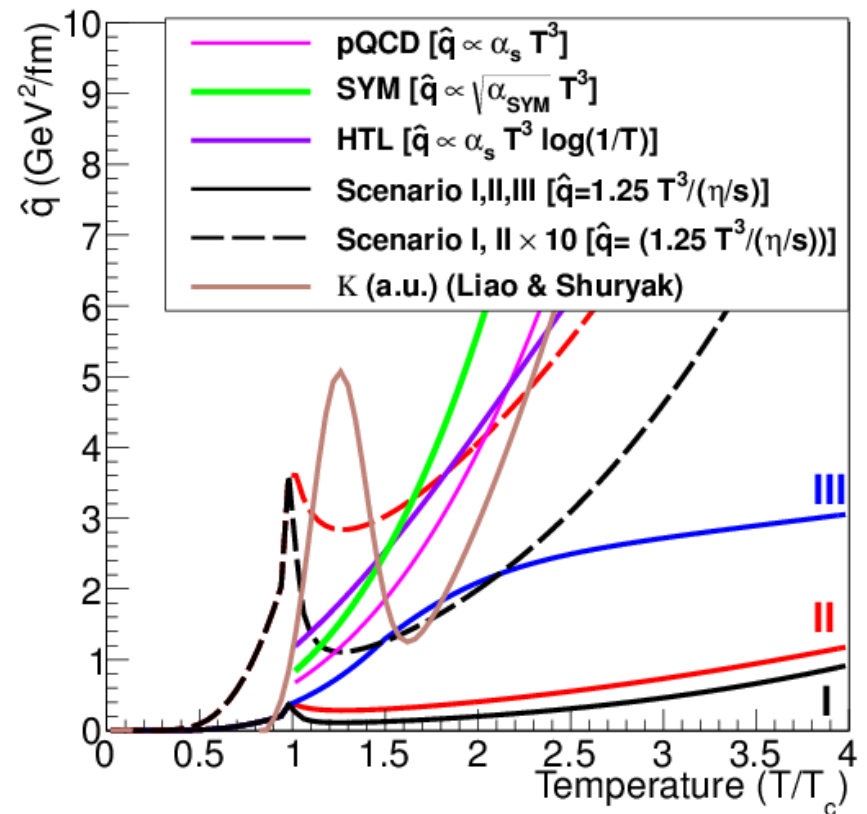 10
9
8
7
6
5
4
3
2
1
0
q̂ (GeV²/fm)
pQCD [q̂ ∝ αₛ T³]
SYM [q̂ ∝ √α_SYM T³]
HTL [q̂ ∝ αₛ T³ log(1/T)]
Scenario I,II,III [q̂=1.25 T³/(η/s)]
Scenario I, II × 10 [q̂= (1.25 T³/(η/s))]
K (a.u.) (Liao & Shuryak)
III
II
I
0 0.5 1 1.5 2 2.5 3 3.5 4
Temperature (T/T_c)